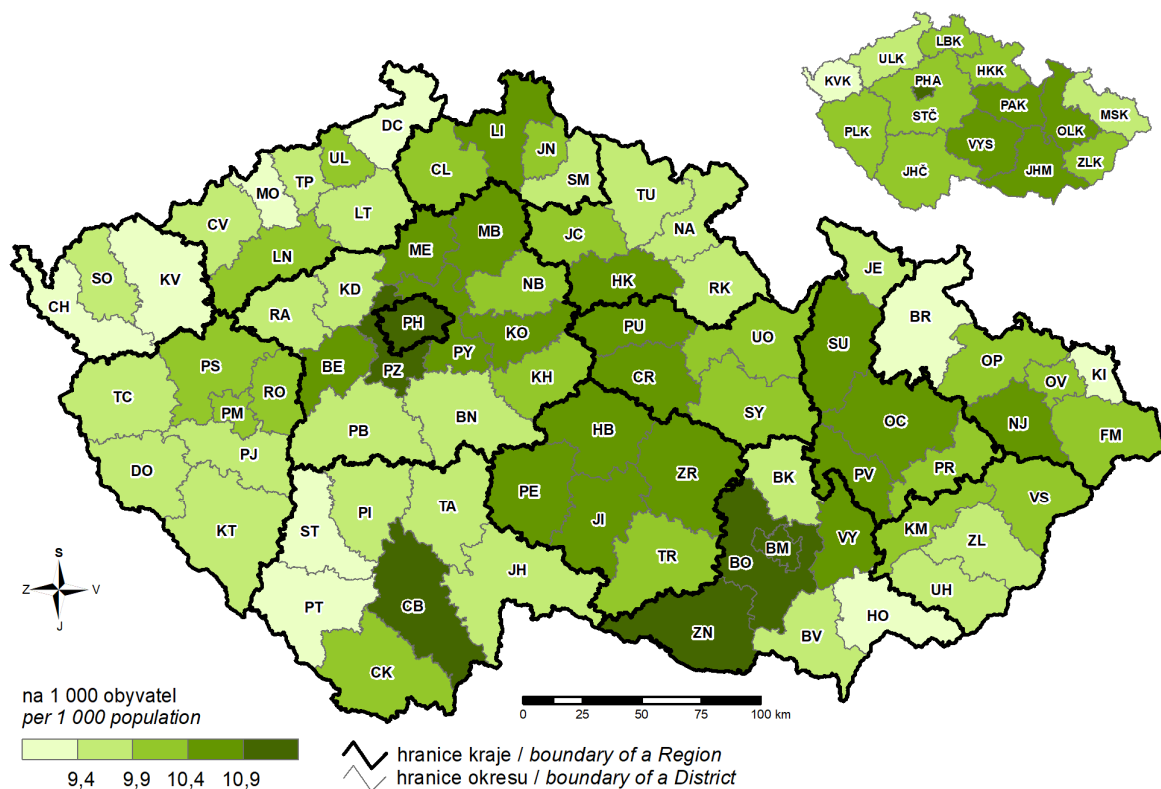 LBK
ULK
HKK
KVK
PHA
PAK
STČ
MSK
PLK
OLK
VYS
ZLK
JHČ
JHM
DC
LI
UL
JN
CL
TP
MO
SM
TU
LT
CV
MB
JC
NA
ME
LN
SO
KV
JE
CH
KD
NB
HK
RK
RA
BR
PH
PU
KO
UO
SU
PY
OP
BE
PZ
PS
KI
OV
RO
KH
CR
TC
PM
BN
SY
OC
NJ
FM
PB
HB
PJ
DO
PR
PV
ZR
BK
PE
VS
KT
PI
TA
JI
ST
KM
VY
ZL
BM
TR
BO
JH
UH
S
Z V
J
PT
CB
HO
ZN
BV
CK
na 1 000 obyvatel
per 1 000 population
9,4 9,9 10,4 10,9
0 25 50 75 100 km
hranice kraje / boundary of a Region
hranice okresu / boundary of a District